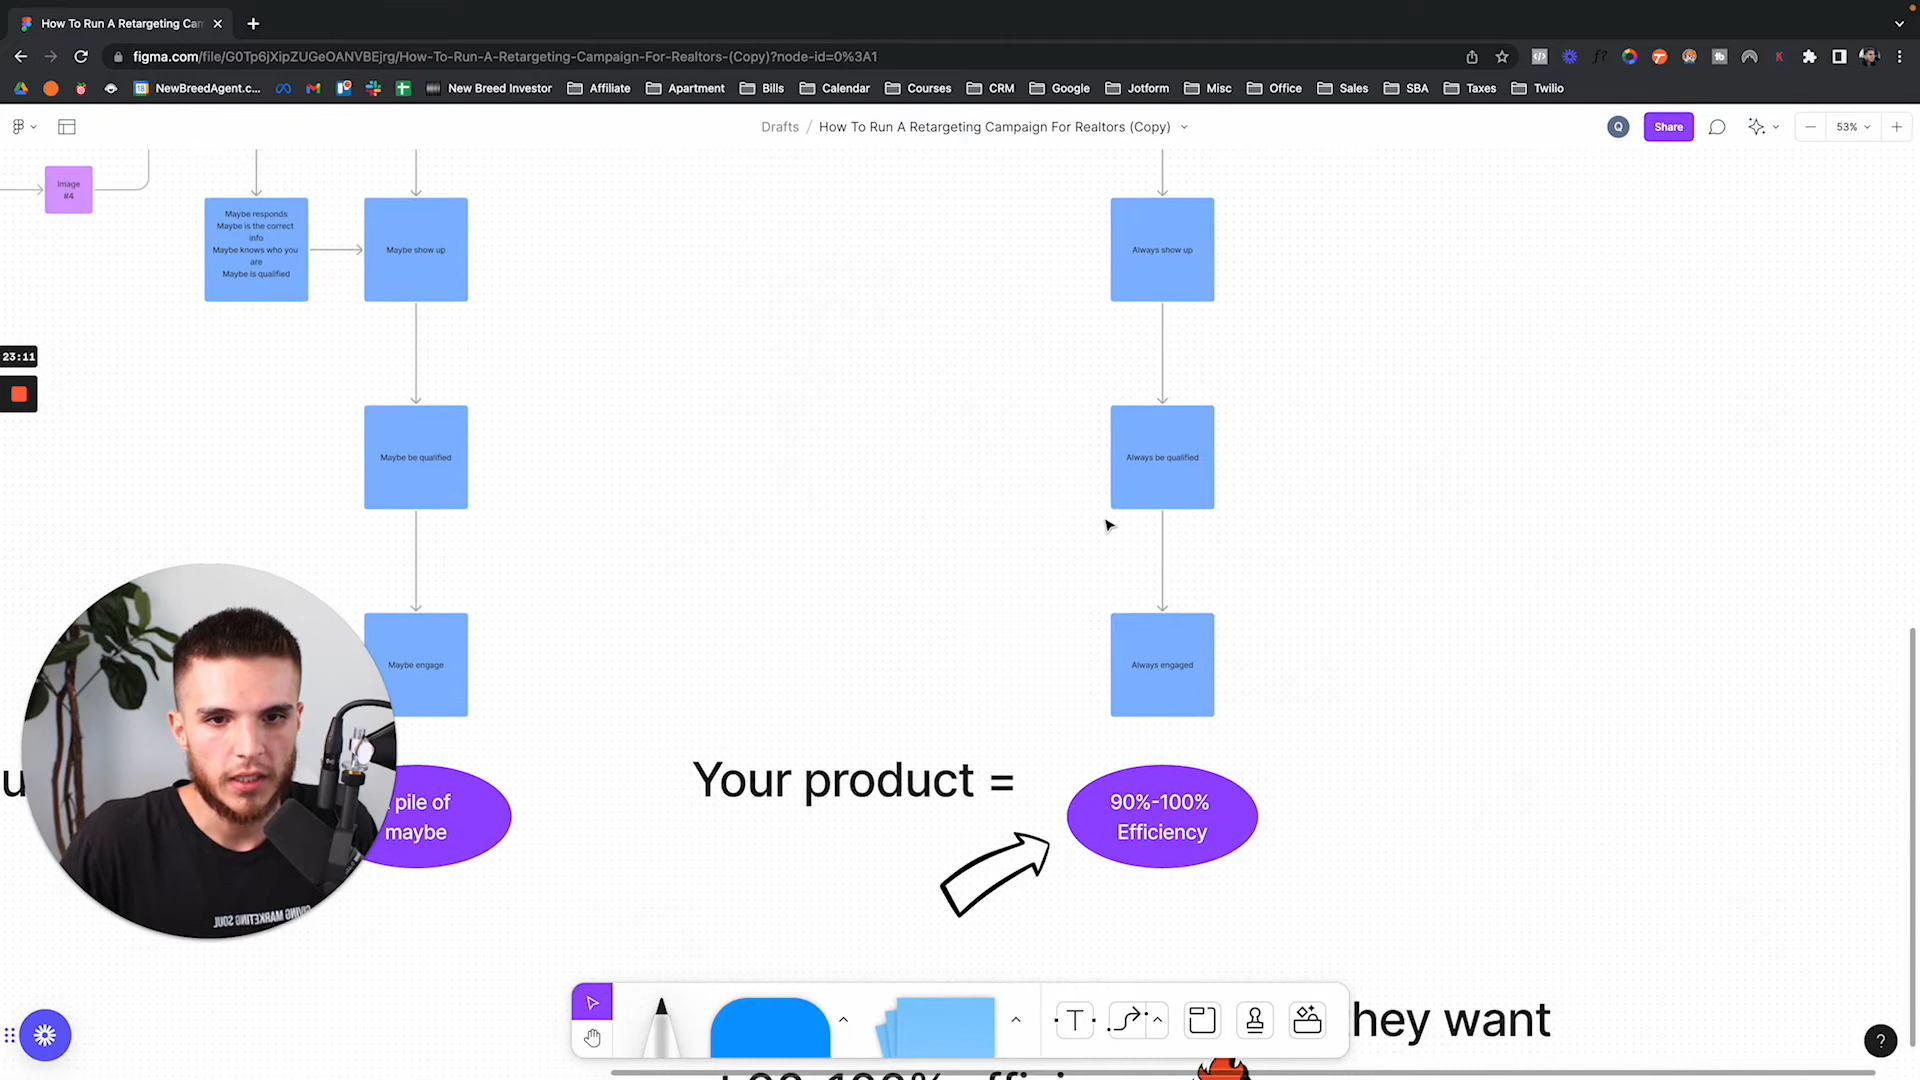 How To Run A Retargeting Car
figma.com/file/G0Tp6jXipZUGeOANVBEjrg/How-To-Run-A-Retargeting-Campaign-For-Realtors-(Copy)?node-id=0%3A1
NewBreedAgent.c...
New Breed Investor
Affiliate
Apartment
Bills
Calendar
Courses
CRM
Google
Jotform
Misc
Office
Sales
SBA
Taxes
Twilio
Drafts / How To Run A Retargeting Campaign For Realtors (Copy)
Q
Share
53%
Image
#4
Maybe responds
Maybe is the correct
info
Maybe knows who you
are
Maybe is qualified
Maybe show up
Always show up
23:11
Maybe be qualified
Always be qualified
Maybe engage
Always engaged
pile of
maybe
Your product =
90%-100%
Efficiency
GIVING MARKETING SOUL
hey want
?